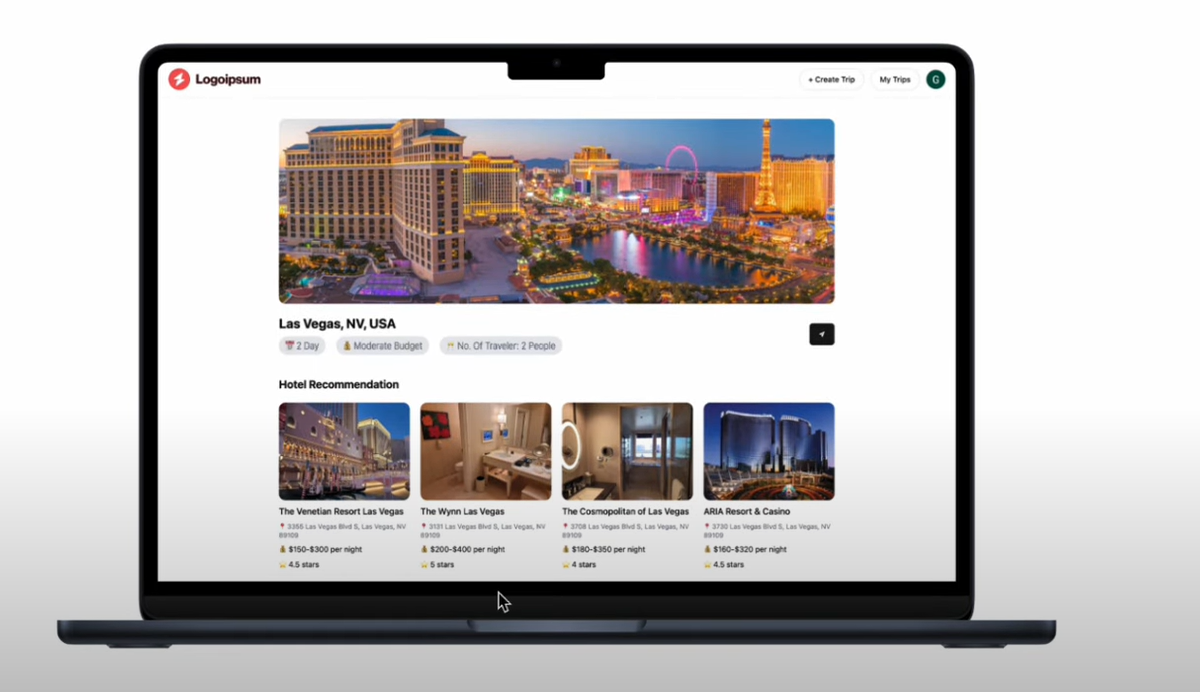 Logoipsum
+ Create Trip
My Trips
G
Las Vegas, NV, USA
2 Day
Moderate Budget
No. Of Traveler: 2 People
Hotel Recommendation
The Venetian Resort Las Vegas
3355 Las Vegas Blvd S, Las Vegas, NV
89109
$150-$300 per night
4.5 stars
The Wynn Las Vegas
3131 Las Vegas Blvd S, Las Vegas, NV
89109
$200-$400 per night
5 stars
The Cosmopolitan of Las Vegas
3708 Las Vegas Blvd S, Las Vegas, NV
89109
$180-$350 per night
4 stars
ARIA Resort & Casino
3730 Las Vegas Blvd S, Las Vegas, NV
89109
$160-$320 per night
4.5 stars